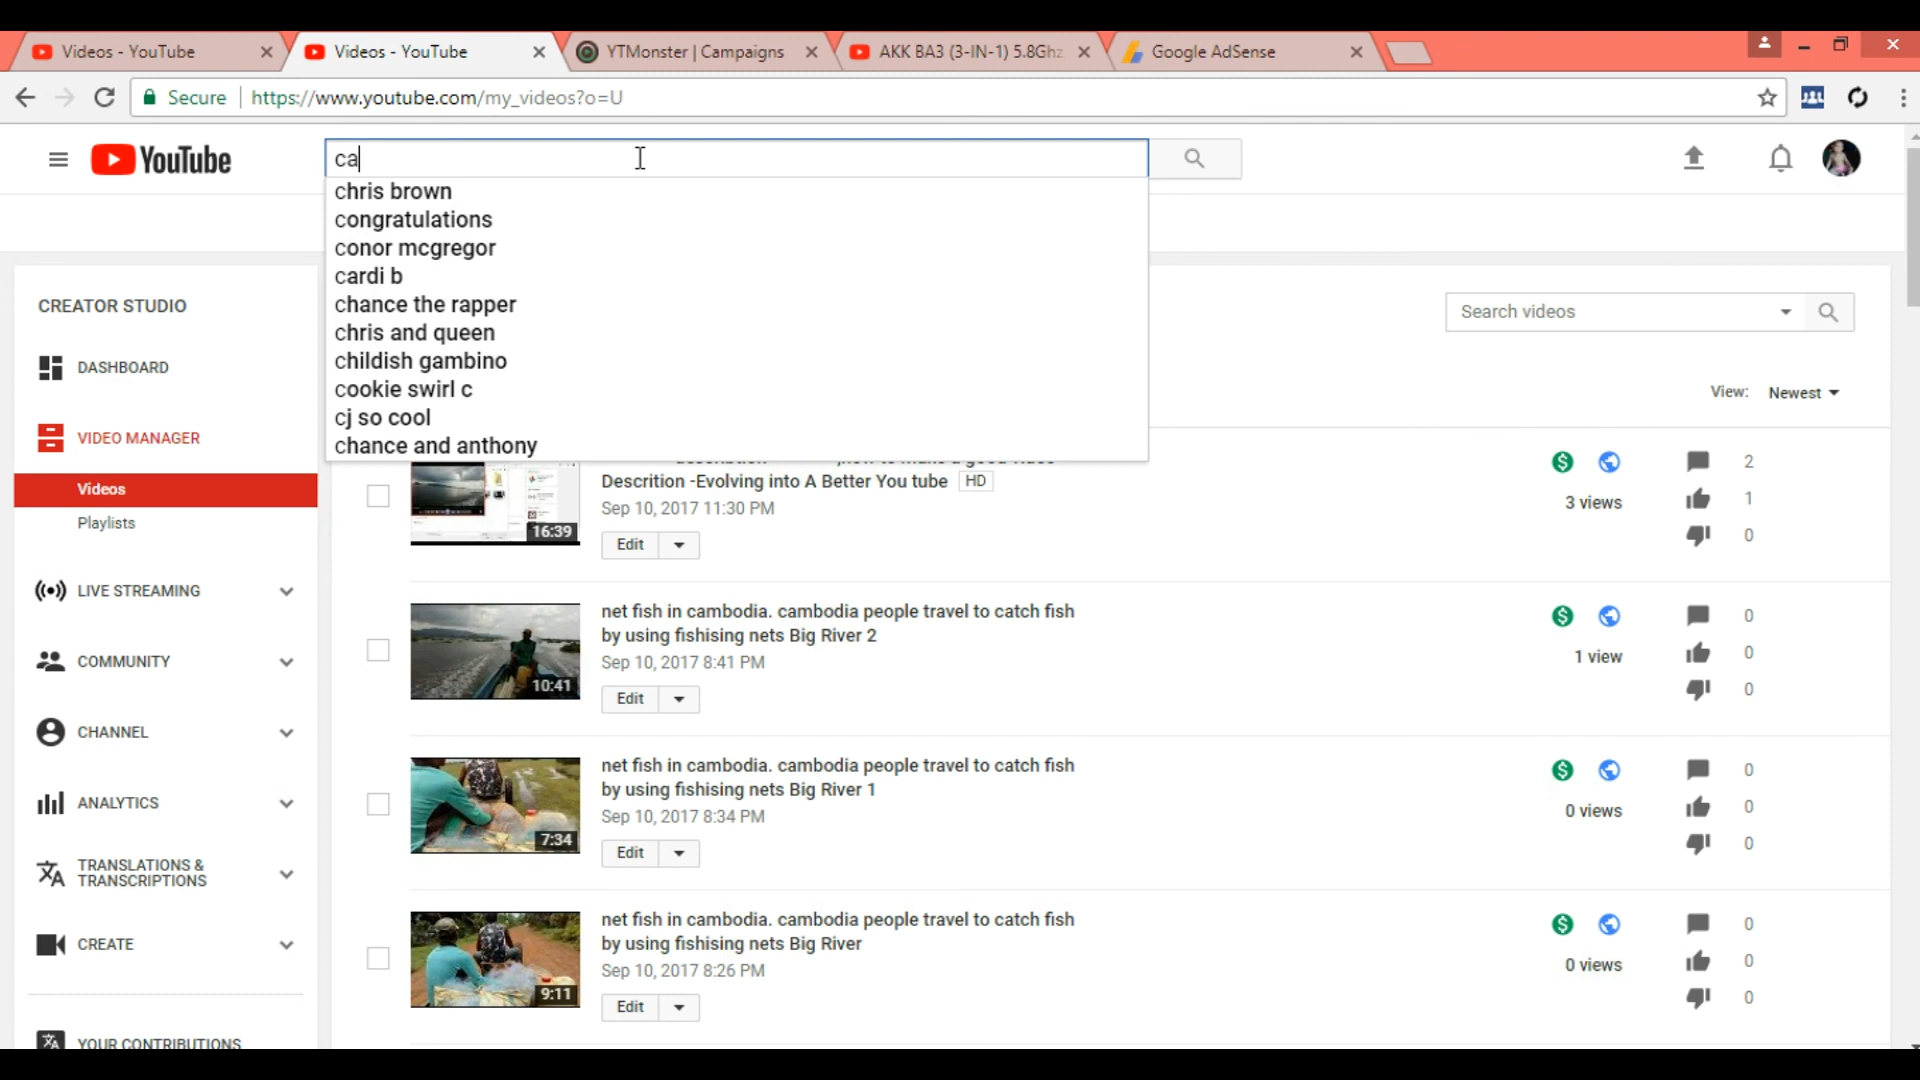 Videos - YouTube
Videos - YouTube
YTMonster | Campaigns
AKK BA3 (3-IN-1) 5.8Ghz
Google AdSense
Secure
https://www.youtube.com/my_videos?o=U
YouTube
ca
chris brown
congratulations
conor mcgregor
cardi b
chance the rapper
chris and queen
childish gambino
cookie swirl c
cj so cool
chance and anthony
CREATOR STUDIO
DASHBOARD
VIDEO MANAGER
Videos
Playlists
LIVE STREAMING
COMMUNITY
CHANNEL
ANALYTICS
TRANSLATIONS &
TRANSCRIPTIONS
CREATE
YOUR CONTRIBUTIONS
Search videos
View: Newest
Descrition -Evolving into A Better You tube HD
Sep 10, 2017 11:30 PM
16:39
Edit
3 views
2
1
0
net fish in cambodia. cambodia people travel to catch fish
by using fishising nets Big River 2
Sep 10, 2017 8:41 PM
10:41
Edit
1 view
0
0
0
net fish in cambodia. cambodia people travel to catch fish
by using fishising nets Big River 1
Sep 10, 2017 8:34 PM
7:34
Edit
0 views
0
0
0
net fish in cambodia. cambodia people travel to catch fish
by using fishising nets Big River
Sep 10, 2017 8:26 PM
9:11
Edit
0 views
0
0
0